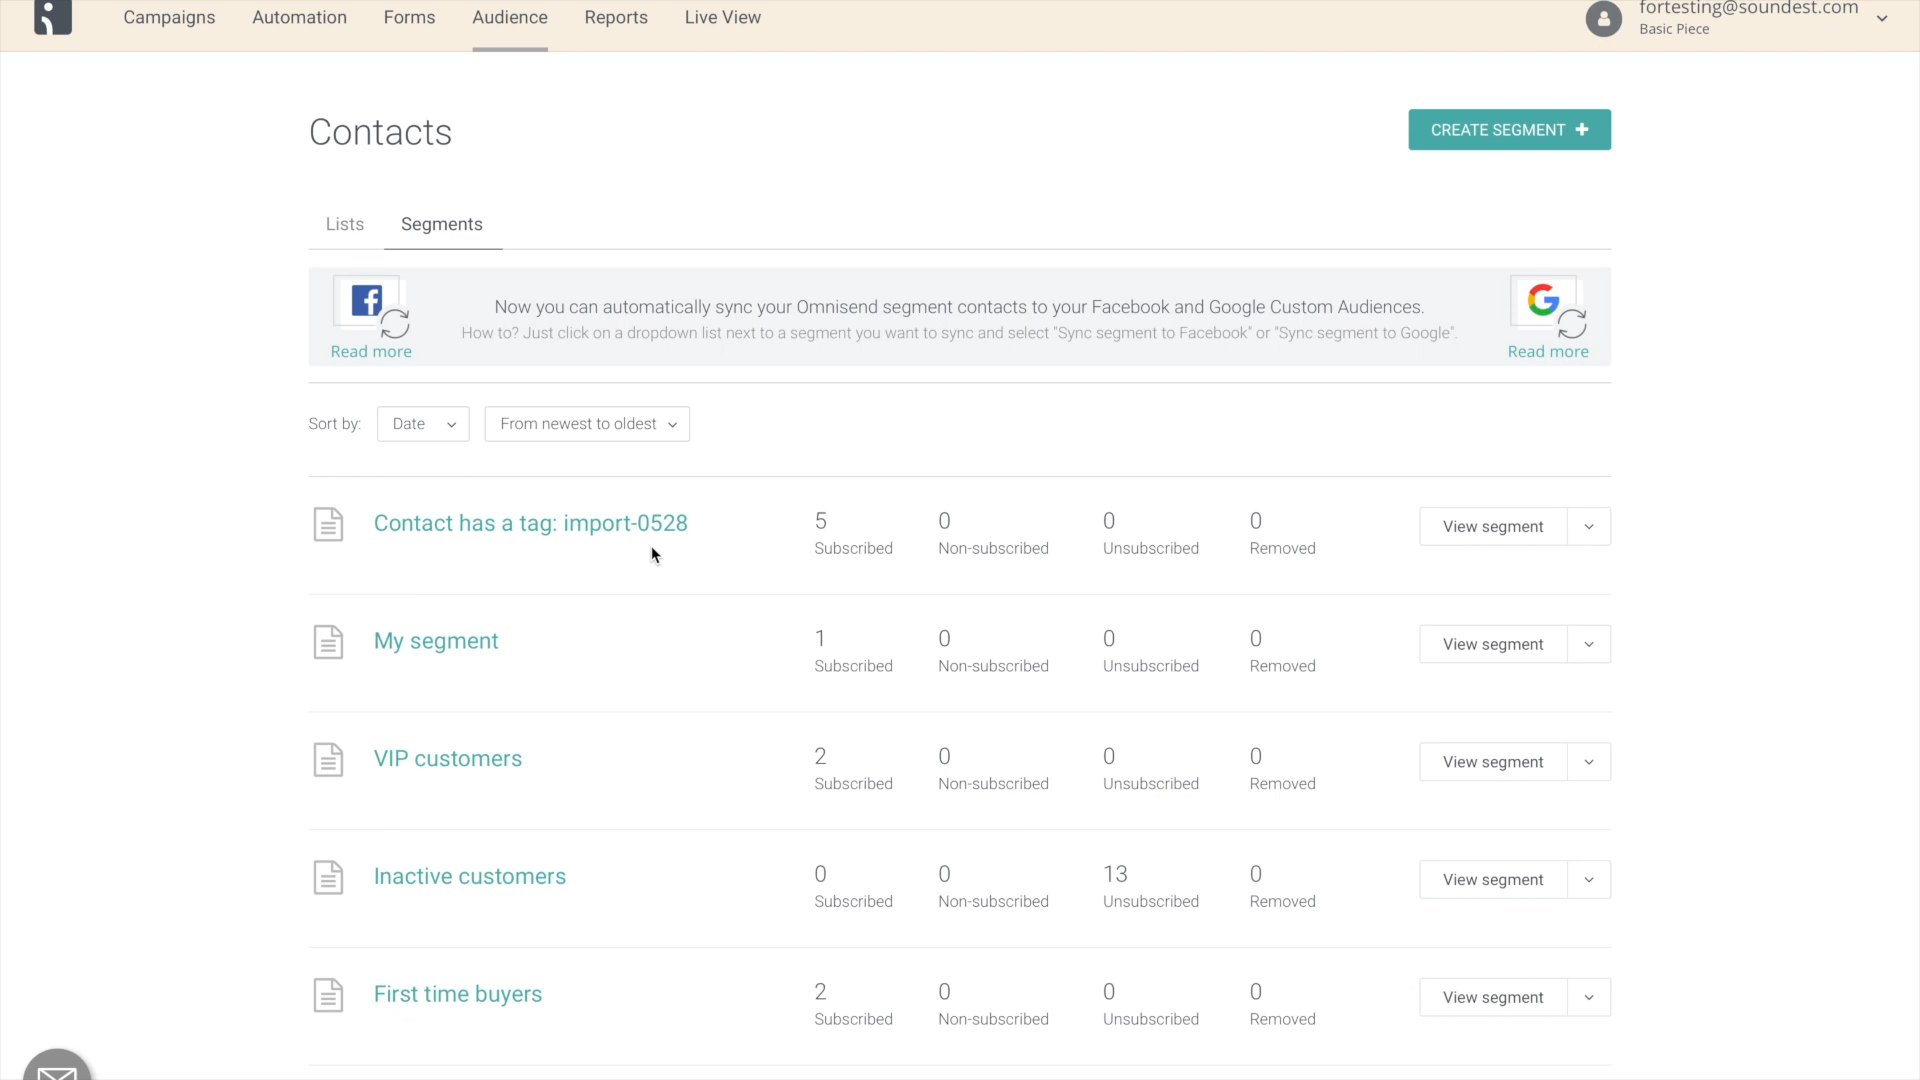 Campaigns Automation Forms Audience Reports Live View
fortesting@soundest.com
Basic Piece
Contacts
CREATE SEGMENT
Lists Segments
Now you can automatically sync your Omnisend segment contacts to your Facebook and Google Custom Audiences.
How to? Just click on a dropdown list next to a segment you want to sync and select "Sync segment to Facebook" or "Sync segment to Google".
Read more Read more
Sort by: Date From newest to oldest
Contact has a tag: import-0528 5 0 0 0 View segment
Subscribed Non-subscribed Unsubscribed Removed
My segment 1 0 0 0 View segment
Subscribed Non-subscribed Unsubscribed Removed
VIP customers 2 0 0 0 View segment
Subscribed Non-subscribed Unsubscribed Removed
Inactive customers 0 0 13 0 View segment
Subscribed Non-subscribed Unsubscribed Removed
First time buyers 2 0 0 0 View segment
Subscribed Non-subscribed Unsubscribed Removed